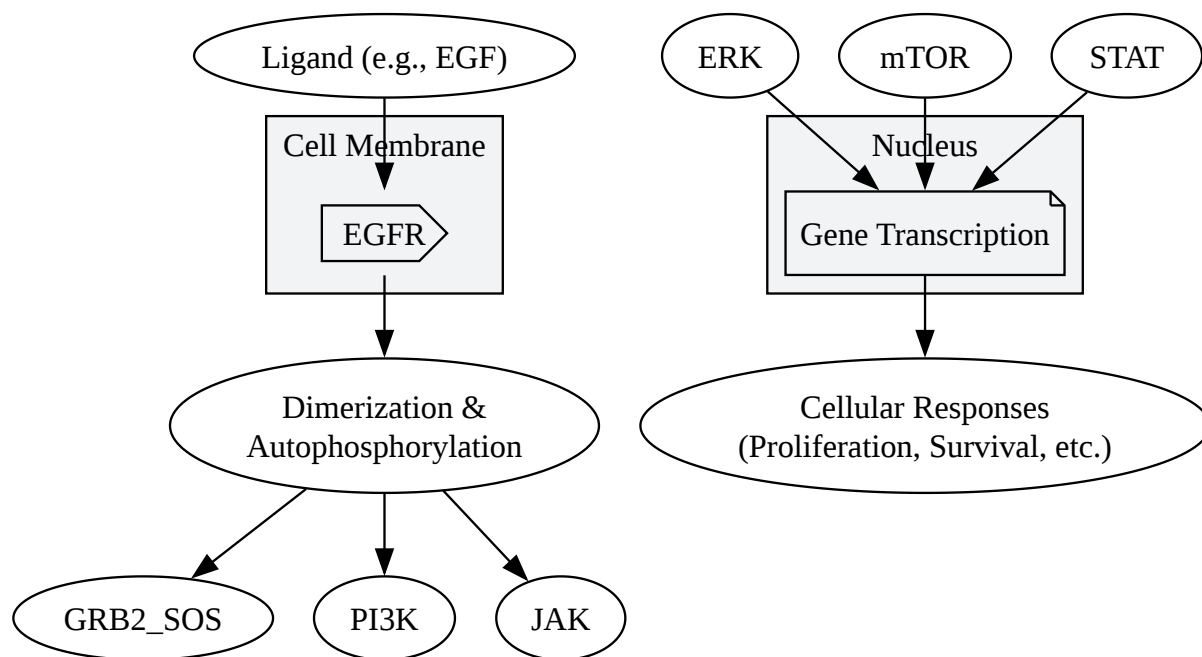 Ligand (e.g., EGF)
ERK
mTOR
STAT
Cell Membrane
Nucleus
EGFR
Gene Transcription
Dimerization &
Autophosphorylation
Cellular Responses
(Proliferation, Survival, etc.)
GRB2_SOS
PI3K
JAK